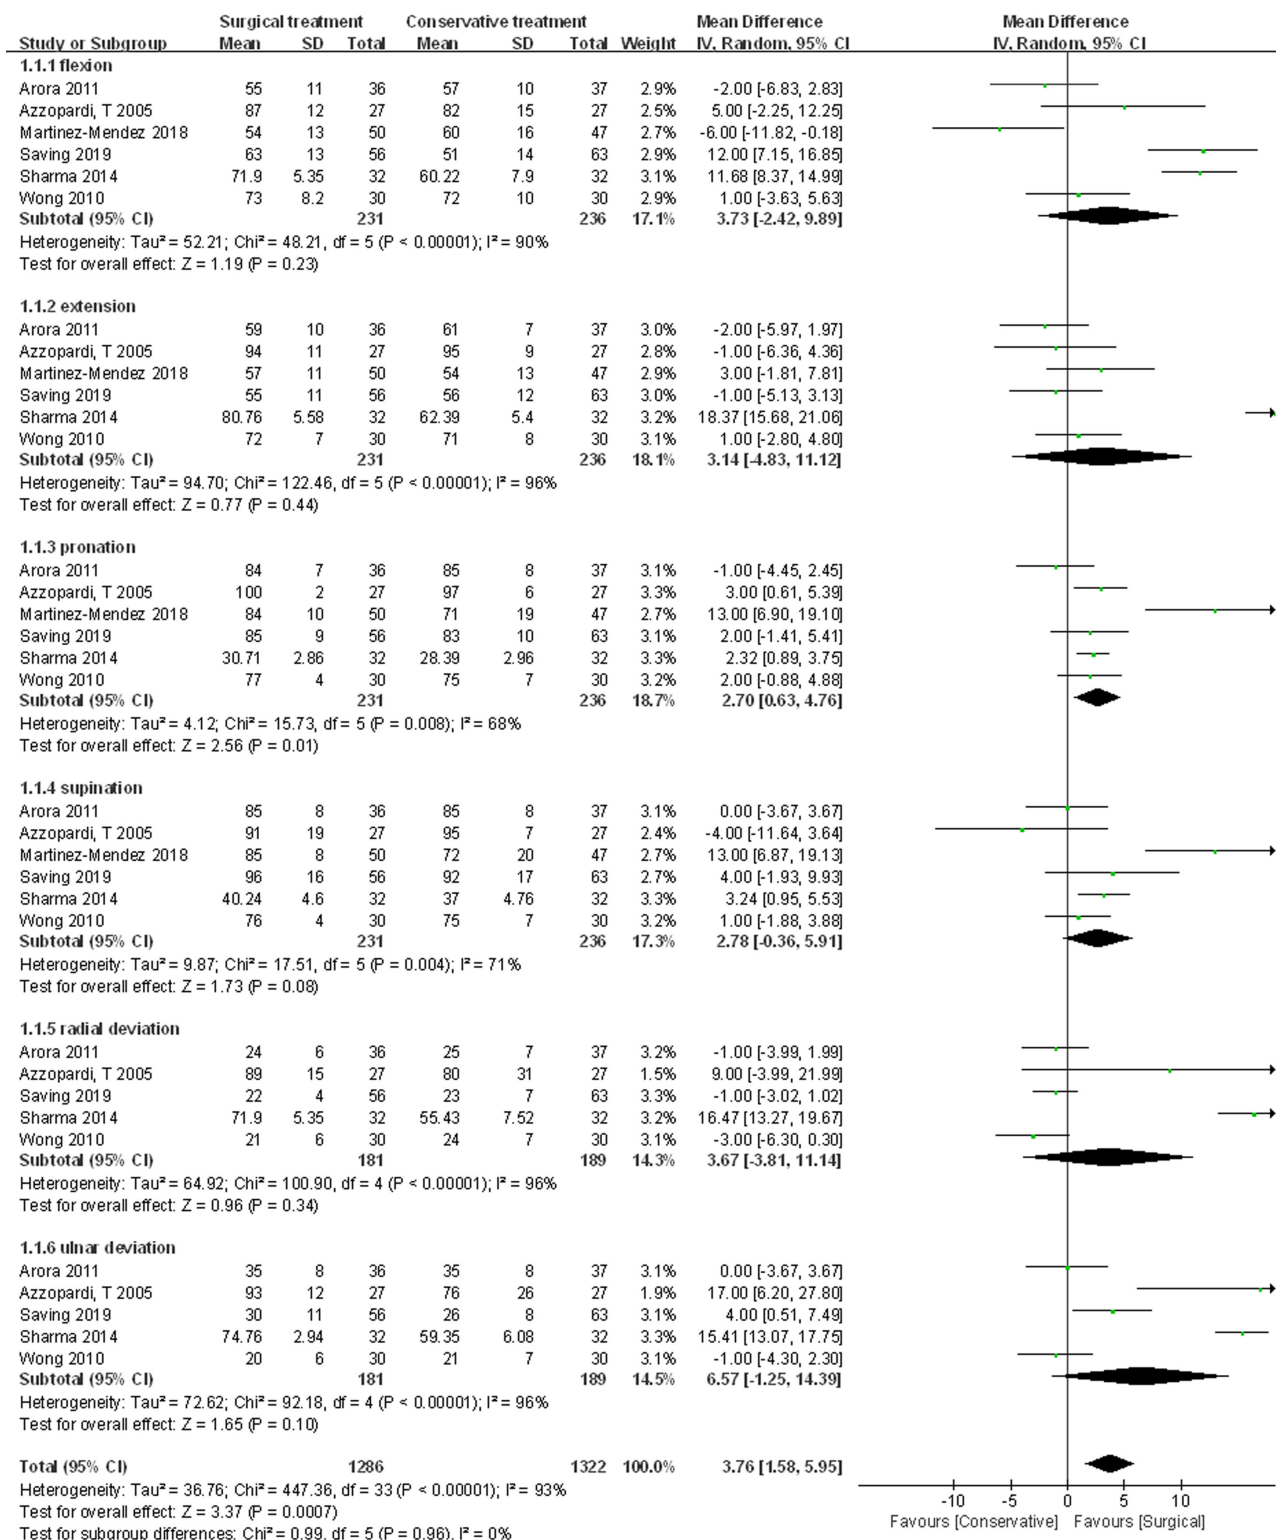 Surgical treatment Conservative treatment Mean Difference Mean Difference
Study or Subgroup Mean SD Total Mean SD Total Weight IV, Random, 95% CI IV, Random, 95% CI
1.1.1 flexion
Arora 2011 55 11 36 57 10 37 2.9% -2.00 [-6.83, 2.83]
Azzopardi, T 2005 87 12 27 82 15 27 2.5% 5.00 [-2.25, 12.25]
Martinez-Mendez 2018 54 13 50 60 16 47 2.7% -6.00 [-11.82, -0.18]
Saving 2019 63 13 56 51 14 63 2.9% 12.00 [7.15, 16.85]
Sharma 2014 71.9 5.35 32 60.22 7.9 32 3.1% 11.68 [8.37, 14.99]
Wong 2010 73 8.2 30 72 10 30 2.9% 1.00 [-3.63, 5.63]
Subtotal (95% CI) 231 236 17.1% 3.73 [-2.42, 9.89]
Heterogeneity: Tau² = 52.21; Chi² = 48.21, df = 5 (P < 0.00001); I² = 90%
Test for overall effect: Z = 1.19 (P = 0.23)
1.1.2 extension
Arora 2011 59 10 36 61 7 37 3.0% -2.00 [-5.97, 1.97]
Azzopardi, T 2005 94 11 27 95 9 27 2.8% -1.00 [-6.36, 4.36]
Martinez-Mendez 2018 57 11 50 54 13 47 2.9% 3.00 [-1.81, 7.81]
Saving 2019 55 11 56 56 12 63 3.0% -1.00 [-5.13, 3.13]
Sharma 2014 80.76 5.58 32 62.39 5.4 32 3.2% 18.37 [15.68, 21.06]
Wong 2010 72 7 30 71 8 30 3.1% 1.00 [-2.80, 4.80]
Subtotal (95% CI) 231 236 18.1% 3.14 [-4.83, 11.12]
Heterogeneity: Tau² = 94.70; Chi² = 122.46, df = 5 (P < 0.00001); I² = 96%
Test for overall effect: Z = 0.77 (P = 0.44)
1.1.3 pronation
Arora 2011 84 7 36 85 8 37 3.1% -1.00 [-4.45, 2.45]
Azzopardi, T 2005 100 2 27 97 6 27 3.3% 3.00 [0.61, 5.39]
Martinez-Mendez 2018 84 10 50 71 19 47 2.7% 13.00 [6.90, 19.10]
Saving 2019 85 9 56 83 10 63 3.1% 2.00 [-1.41, 5.41]
Sharma 2014 30.71 2.86 32 28.39 2.96 32 3.3% 2.32 [0.89, 3.75]
Wong 2010 77 4 30 75 7 30 3.2% 2.00 [-0.88, 4.88]
Subtotal (95% CI) 231 236 18.7% 2.70 [0.63, 4.76]
Heterogeneity: Tau² = 4.12; Chi² = 15.73, df = 5 (P = 0.008); I² = 68%
Test for overall effect: Z = 2.56 (P = 0.01)
1.1.4 supination
Arora 2011 85 8 36 85 8 37 3.1% 0.00 [-3.67, 3.67]
Azzopardi, T 2005 91 19 27 95 7 27 2.4% -4.00 [-11.64, 3.64]
Martinez-Mendez 2018 85 8 50 72 20 47 2.7% 13.00 [6.87, 19.13]
Saving 2019 96 16 56 92 17 63 2.7% 4.00 [-1.93, 9.93]
Sharma 2014 40.24 4.6 32 37 4.76 32 3.3% 3.24 [0.95, 5.53]
Wong 2010 76 4 30 75 7 30 3.2% 1.00 [-1.88, 3.88]
Subtotal (95% CI) 231 236 17.3% 2.78 [-0.36, 5.91]
Heterogeneity: Tau² = 9.87; Chi² = 17.51, df = 5 (P = 0.004); I² = 71%
Test for overall effect: Z = 1.73 (P = 0.08)
1.1.5 radial deviation
Arora 2011 24 6 36 25 7 37 3.2% -1.00 [-3.99, 1.99]
Azzopardi, T 2005 89 15 27 80 31 27 1.5% 9.00 [-3.99, 21.99]
Saving 2019 22 4 56 23 7 63 3.3% -1.00 [-3.02, 1.02]
Sharma 2014 71.9 5.35 32 55.43 7.52 32 3.2% 16.47 [13.27, 19.67]
Wong 2010 21 6 30 24 7 30 3.1% -3.00 [-6.30, 0.30]
Subtotal (95% CI) 181 189 14.3% 3.67 [-3.81, 11.14]
Heterogeneity: Tau² = 64.92; Chi² = 100.90, df = 4 (P < 0.00001); I² = 96%
Test for overall effect: Z = 0.96 (P = 0.34)
1.1.6 ulnar deviation
Arora 2011 35 8 36 35 8 37 3.1% 0.00 [-3.67, 3.67]
Azzopardi, T 2005 93 12 27 76 26 27 1.9% 17.00 [6.20, 27.80]
Saving 2019 30 11 56 26 8 63 3.1% 4.00 [0.51, 7.49]
Sharma 2014 74.76 2.94 32 59.35 6.08 32 3.3% 15.41 [13.07, 17.75]
Wong 2010 20 6 30 21 7 30 3.1% -1.00 [-4.30, 2.30]
Subtotal (95% CI) 181 189 14.5% 6.57 [-1.25, 14.39]
Heterogeneity: Tau² = 72.62; Chi² = 92.18, df = 4 (P < 0.00001); I² = 96%
Test for overall effect: Z = 1.65 (P = 0.10)
Total (95% CI) 1286 1322 100.0% 3.76 [1.58, 5.95]
Heterogeneity: Tau² = 36.76; Chi² = 447.36, df = 33 (P < 0.00001); I² = 93%
Test for overall effect: Z = 3.37 (P = 0.0007)
Test for subgroup differences: Chi² = 0.99, df = 5 (P = 0.96), I² = 0%
-10 -5 0 5 10
Favours [Conservative] Favours [Surgical]